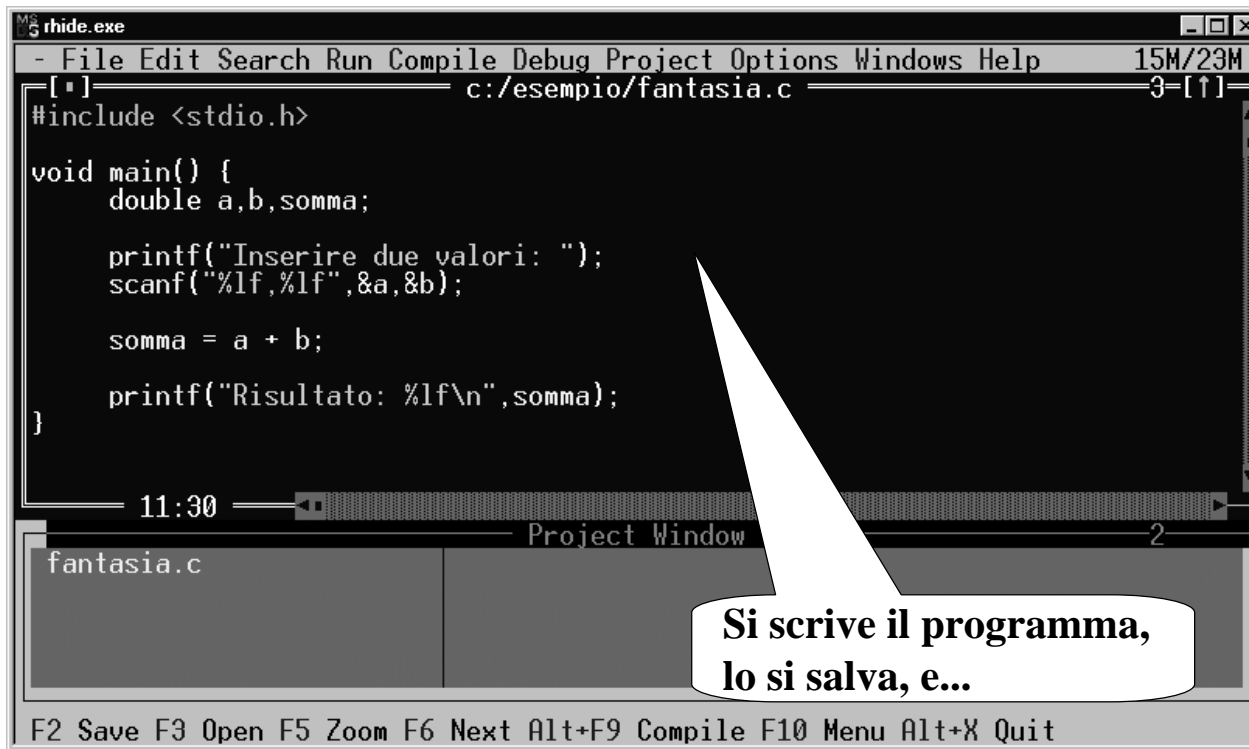 rhide.exe
- File Edit Search Run Compile Debug Project Options Windows Help 15M/23M
c:/esempio/fantasia.c 3-[↑]
#include <stdio.h>
void main() {
double a,b,somma;
printf("Inserire due valori: ");
scanf("%lf,%lf",&a,&b);
somma = a + b;
printf("Risultato: %lf\n",somma);
}
11:30
Project Window 2
fantasia.c
Si scrive il programma,
lo si salva, e...
F2 Save F3 Open F5 Zoom F6 Next Alt+F9 Compile F10 Menu Alt+X Quit